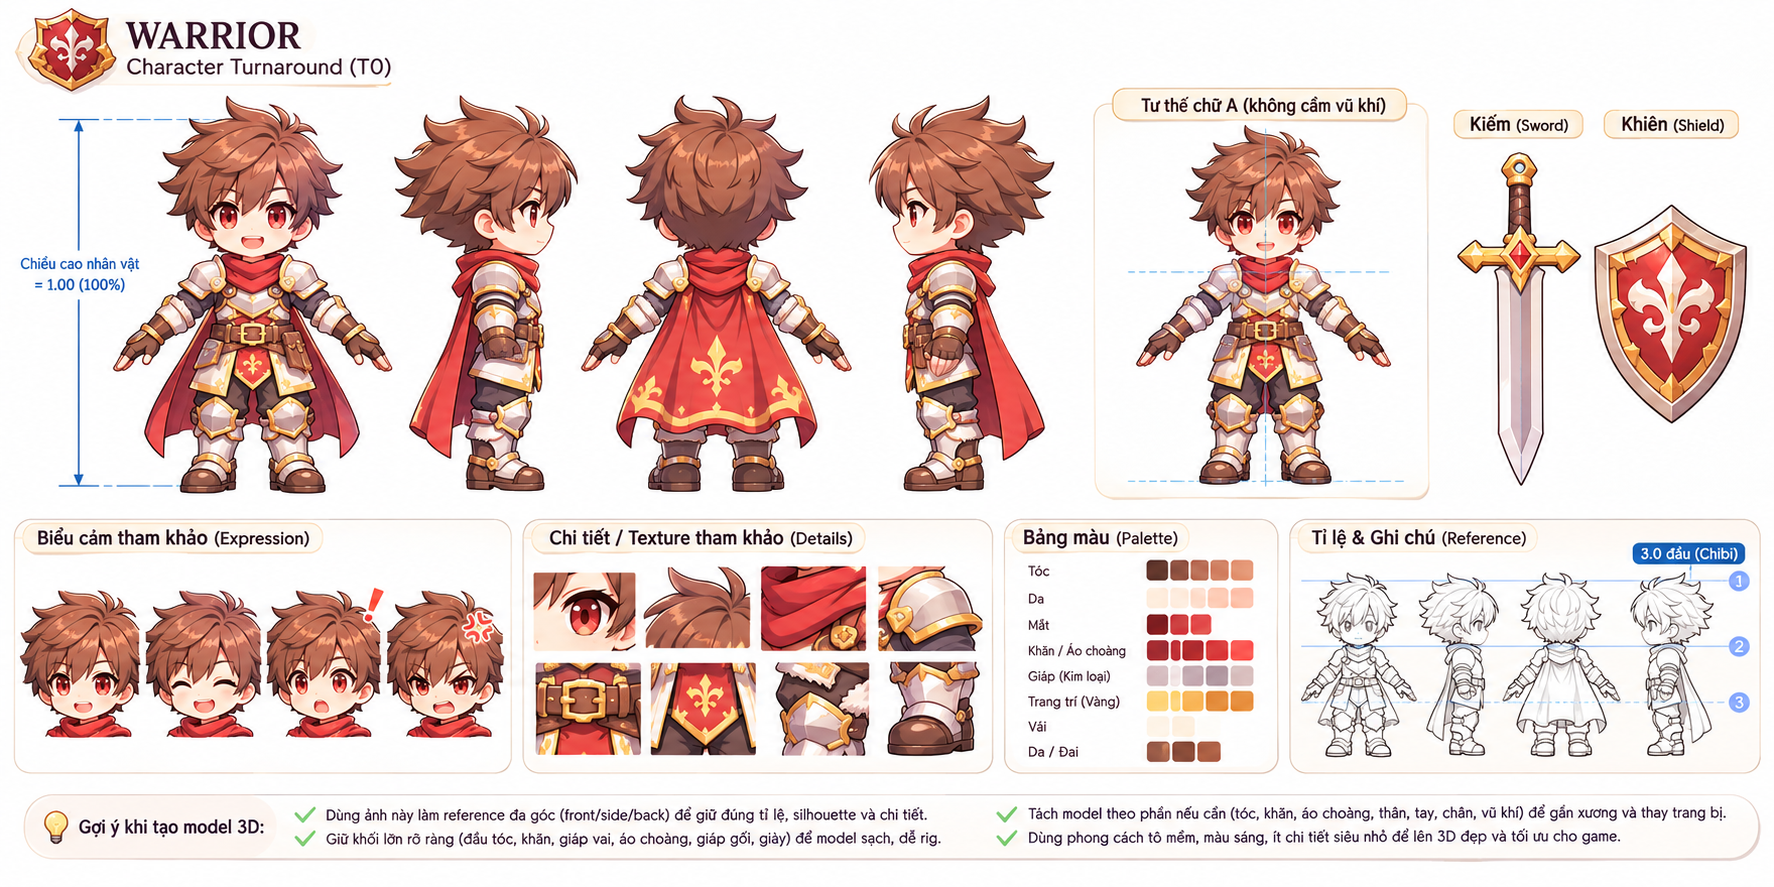 WARRIOR
Character Turnaround (T0)
Chiều cao nhân vật
= 1.00 (100%)
Tư thế chữ A (không cầm vũ khí)
Kiếm (Sword)
Khiên (Shield)
Biểu cảm tham khảo (Expression)
!
Chi tiết / Texture tham khảo (Details)
Bảng màu (Palette)
Tóc
Da
Mắt
Khăn / Áo choàng
Giáp (Kim loại)
Trang trí (Vàng)
Vải
Da / Đai
Tỉ lệ & Ghi chú (Reference)
3.0 đầu (Chibi)
1
2
3
Gợi ý khi tạo model 3D:
Dùng ảnh này làm reference đa góc (front/side/back) để giữ đúng tỉ lệ, silhouette và chi tiết.
Giữ khối lớn rõ ràng (đầu tóc, khăn, giáp vai, áo choàng, giáp gối, giày) để model sạch, dễ rig.
Tách model theo phần nếu cần (tóc, khăn, áo choàng, thân, tay, chân, vũ khí) để gắn xương và thay trang bị.
Dùng phong cách tô mềm, màu sáng, ít chi tiết siêu nhỏ để lên 3D đẹp và tối ưu cho game.